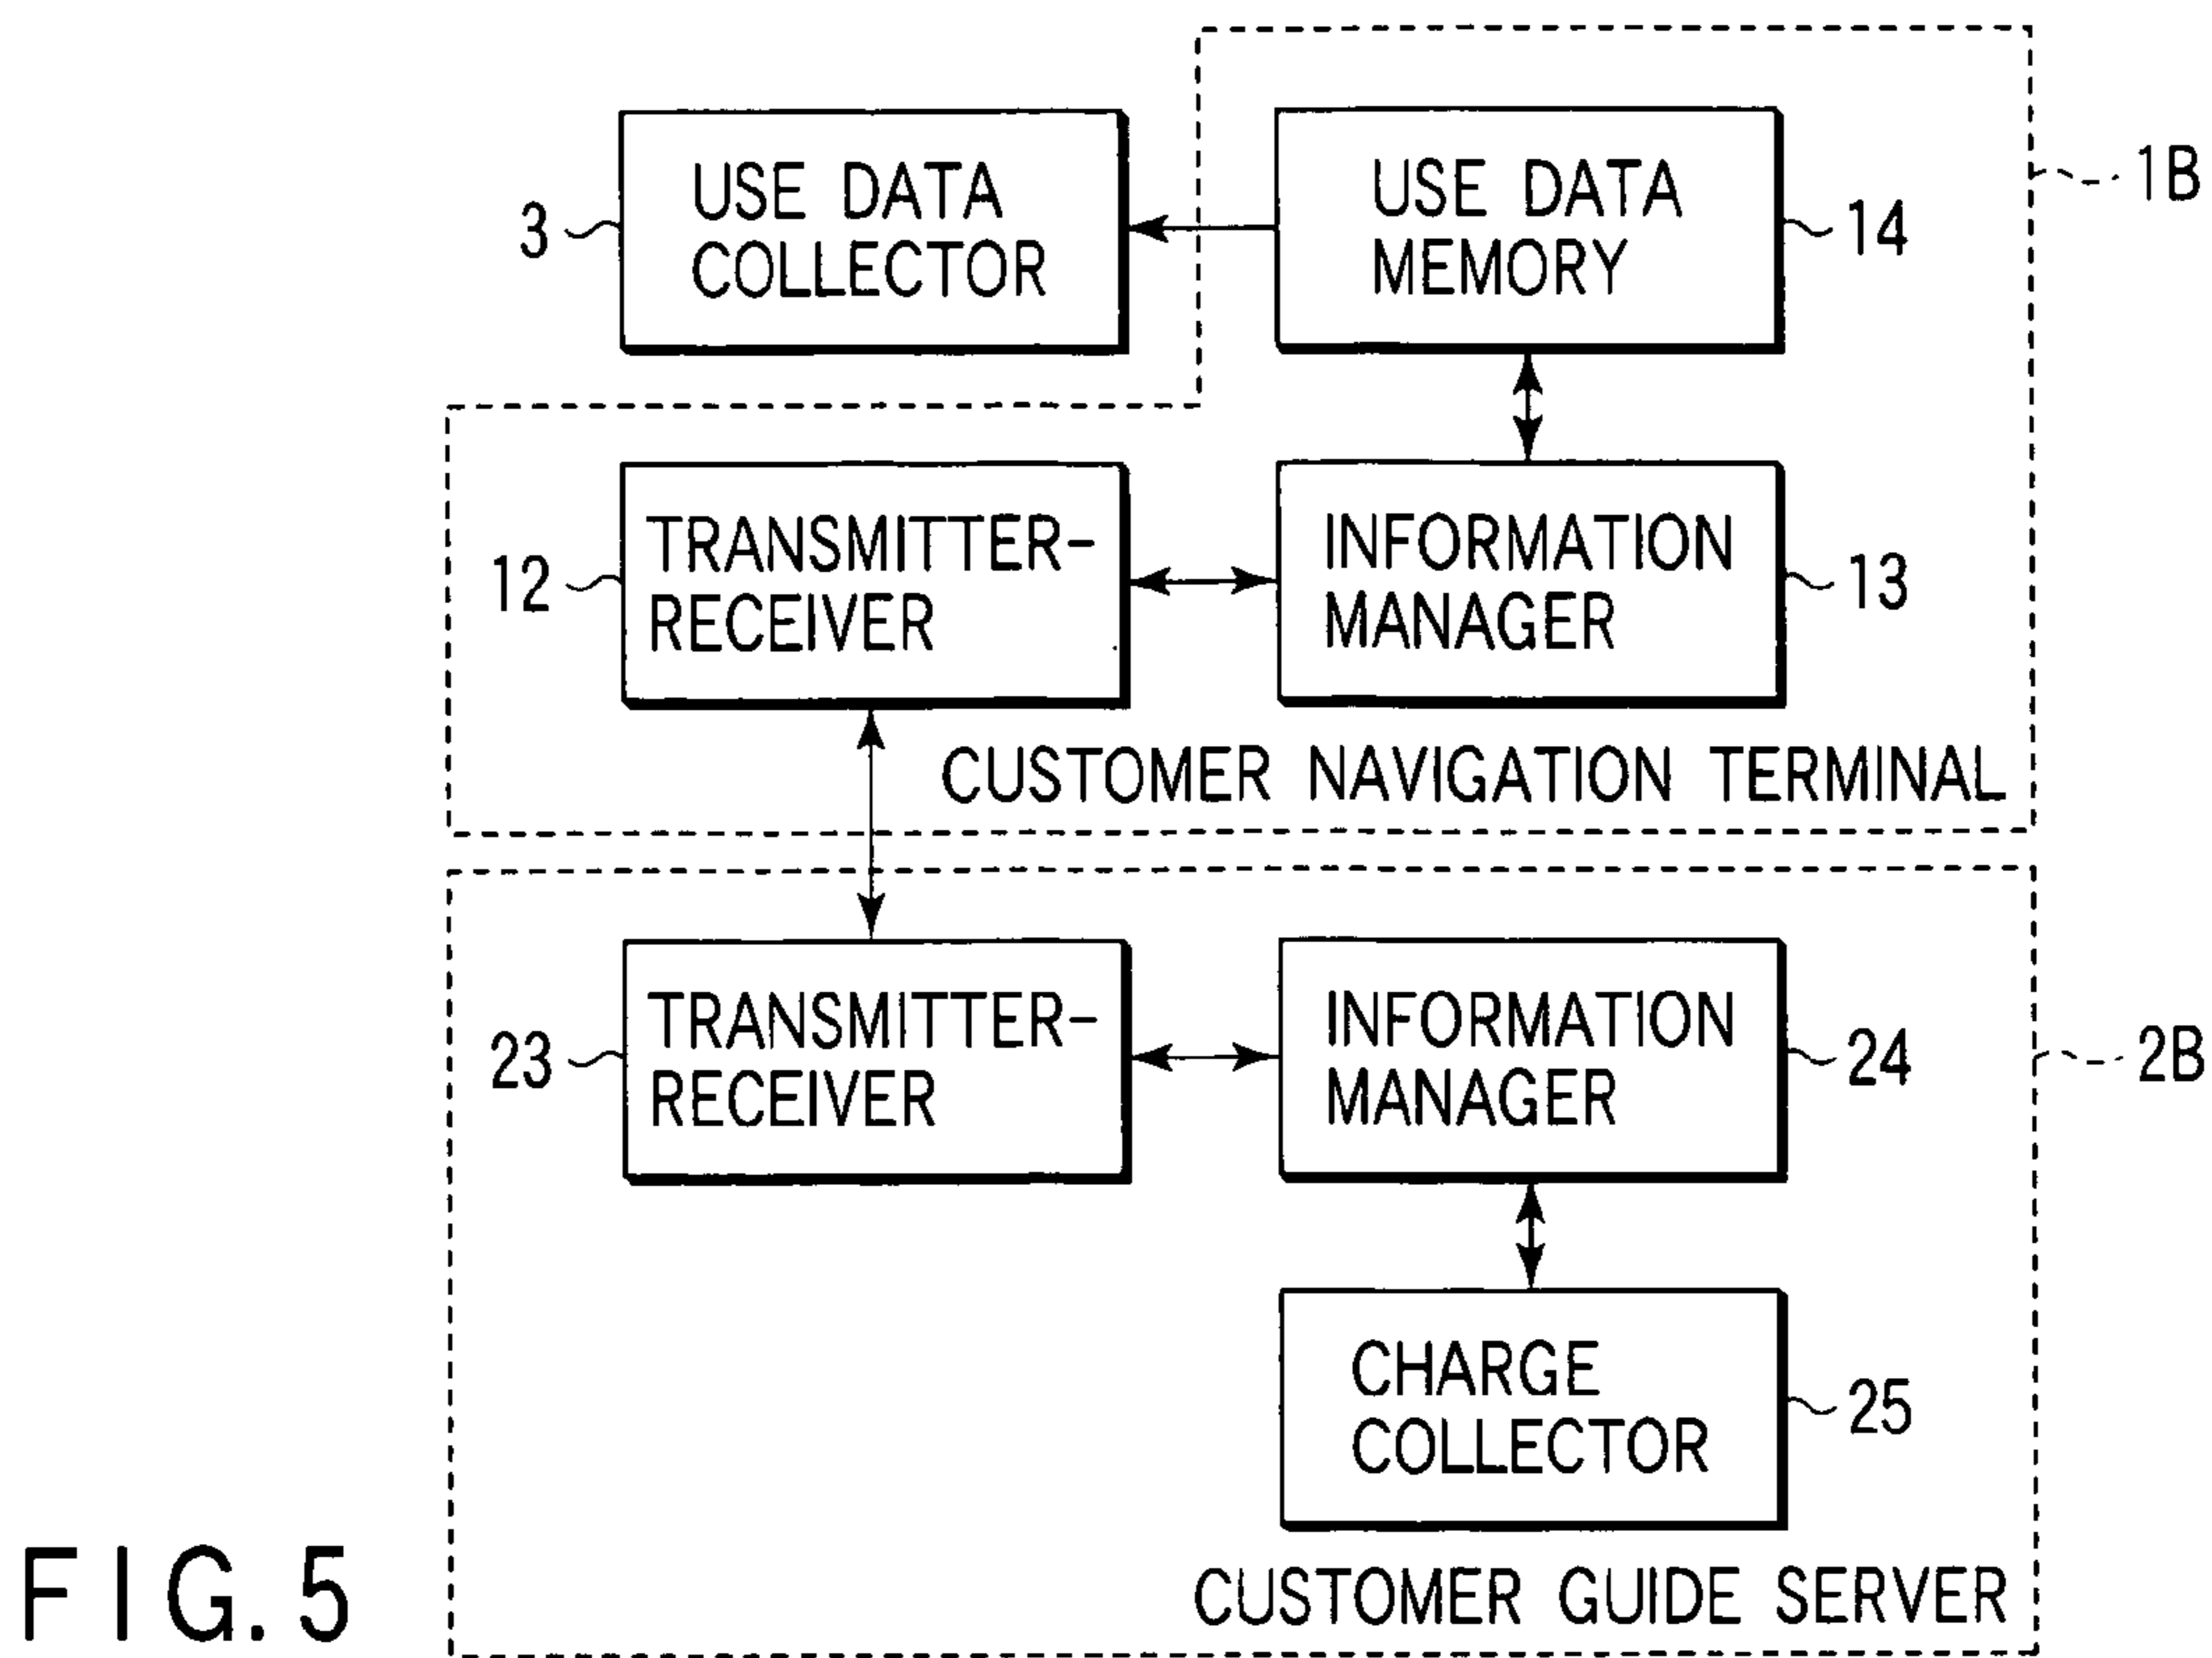 1B
3
USE DATA
COLLECTOR
USE DATA
MEMORY
14
12
TRANSMITTER-
RECEIVER
INFORMATION
MANAGER
13
CUSTOMER NAVIGATION TERMINAL
23
TRANSMITTER-
RECEIVER
INFORMATION
MANAGER
24
2B
CHARGE
COLLECTOR
25
CUSTOMER GUIDE SERVER
FIG. 5